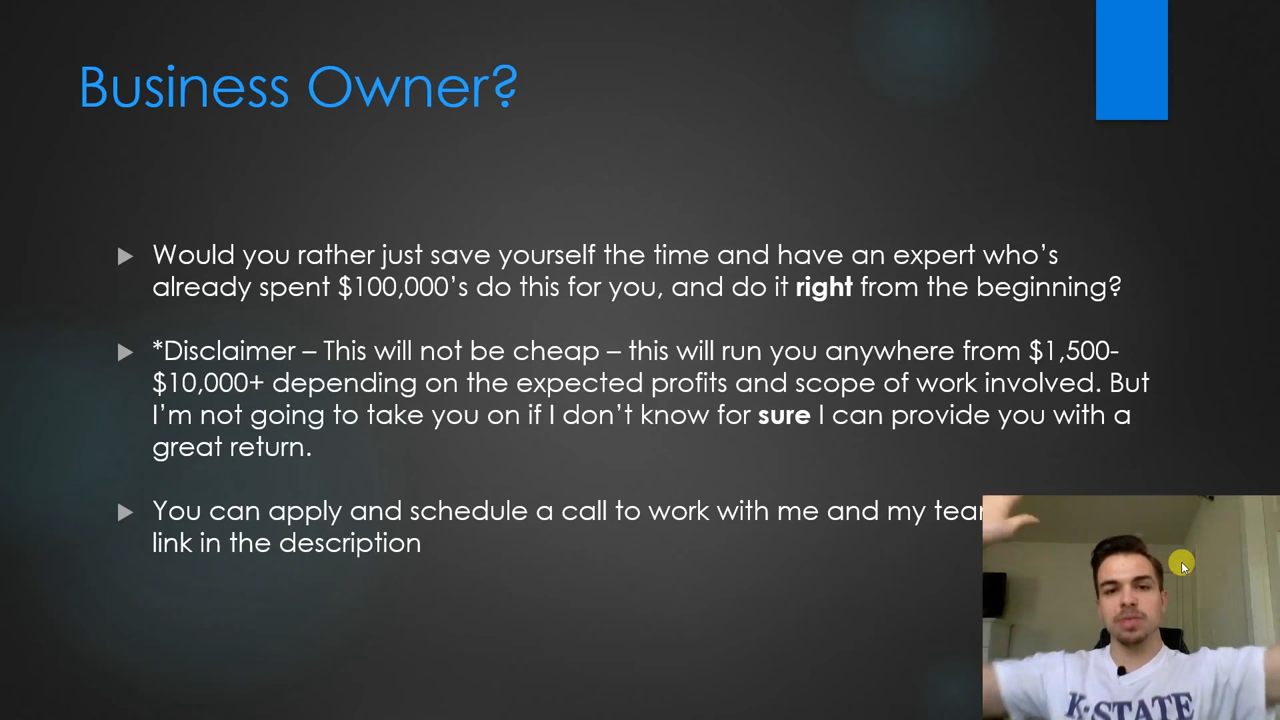 Business Owner?
Would you rather just save yourself the time and have an expert who's
already spent $100,000's do this for you, and do it right from the beginning?
*Disclaimer – This will not be cheap – this will run you anywhere from $1,500-
$10,000+ depending on the expected profits and scope of work involved. But
I'm not going to take you on if I don't know for sure I can provide you with a
great return.
You can apply and schedule a call to work with me and my
link in the description
K-STATE